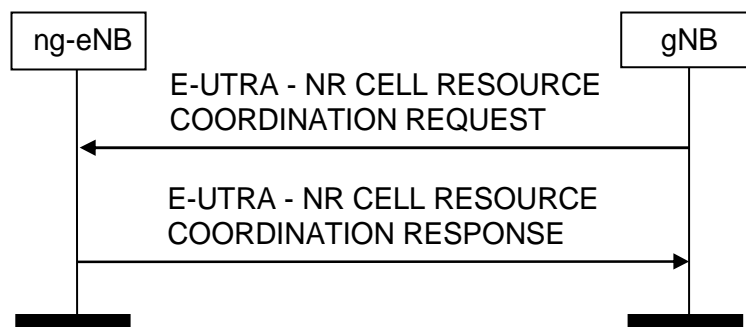 ng-eNB
gNB
E-UTRA - NR CELL RESOURCE
COORDINATION REQUEST
E-UTRA - NR CELL RESOURCE
COORDINATION RESPONSE